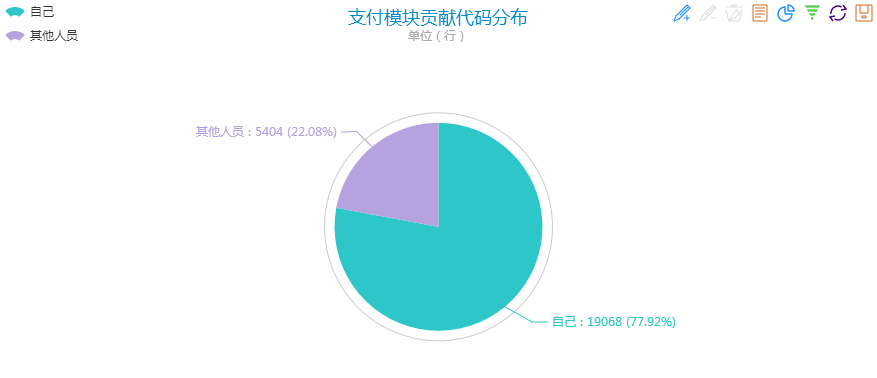 自己
其他人员
支付模块贡献代码分布
单位（行）
其他人员 : 5404 (22.08%)
自己 : 19068 (77.92%)